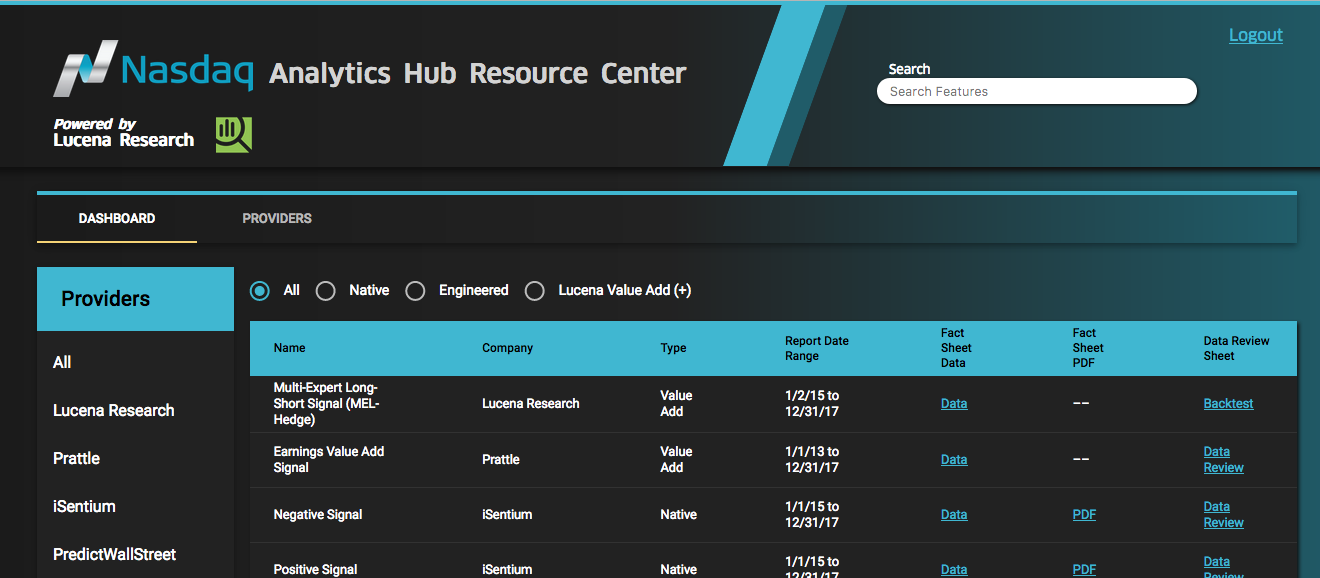 Logout
Nasdaq Analytics Hub Resource Center
Search
Search Features
Powered by
Lucena Research
DASHBOARD PROVIDERS
Providers
All
Lucena Research
Prattle
iSentium
PredictWallStreet
All Native Engineered Lucena Value Add (+)
Name Company Type Report Date Range Fact Sheet Data Fact Sheet PDF Data Review Sheet
Multi-Expert Long-
Short Signal (MEL-
Hedge)
Lucena Research
Value
Add
1/2/15 to
12/31/17
Data
--
Backtest
Earnings Value Add
Signal
Prattle
Value
Add
1/1/13 to
12/31/17
Data
--
Data
Review
Negative Signal
iSentium
Native
1/1/15 to
12/31/17
Data
PDF
Data
Review
Positive Signal
iSentium
Native
1/1/15 to
12/31/17
Data
PDF
Data
Review